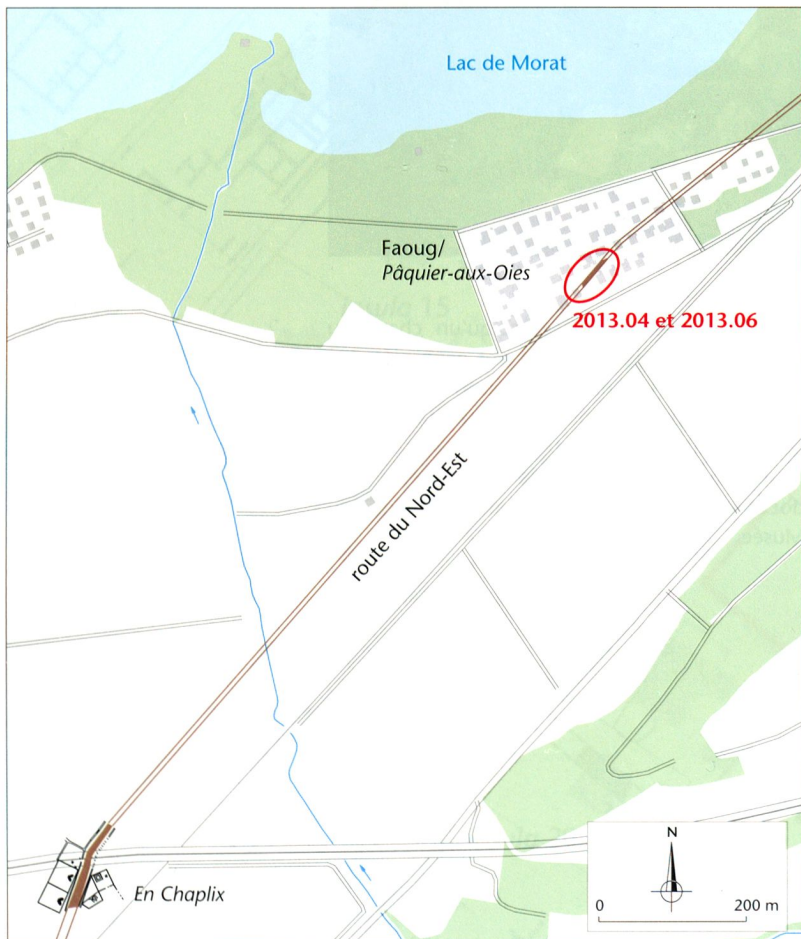 Lac de Morat
Faoug/
Pâquier-aux-Oies
2013.04 et 2013.06
route du Nord-Est
En Chaplix
N
0 200 m